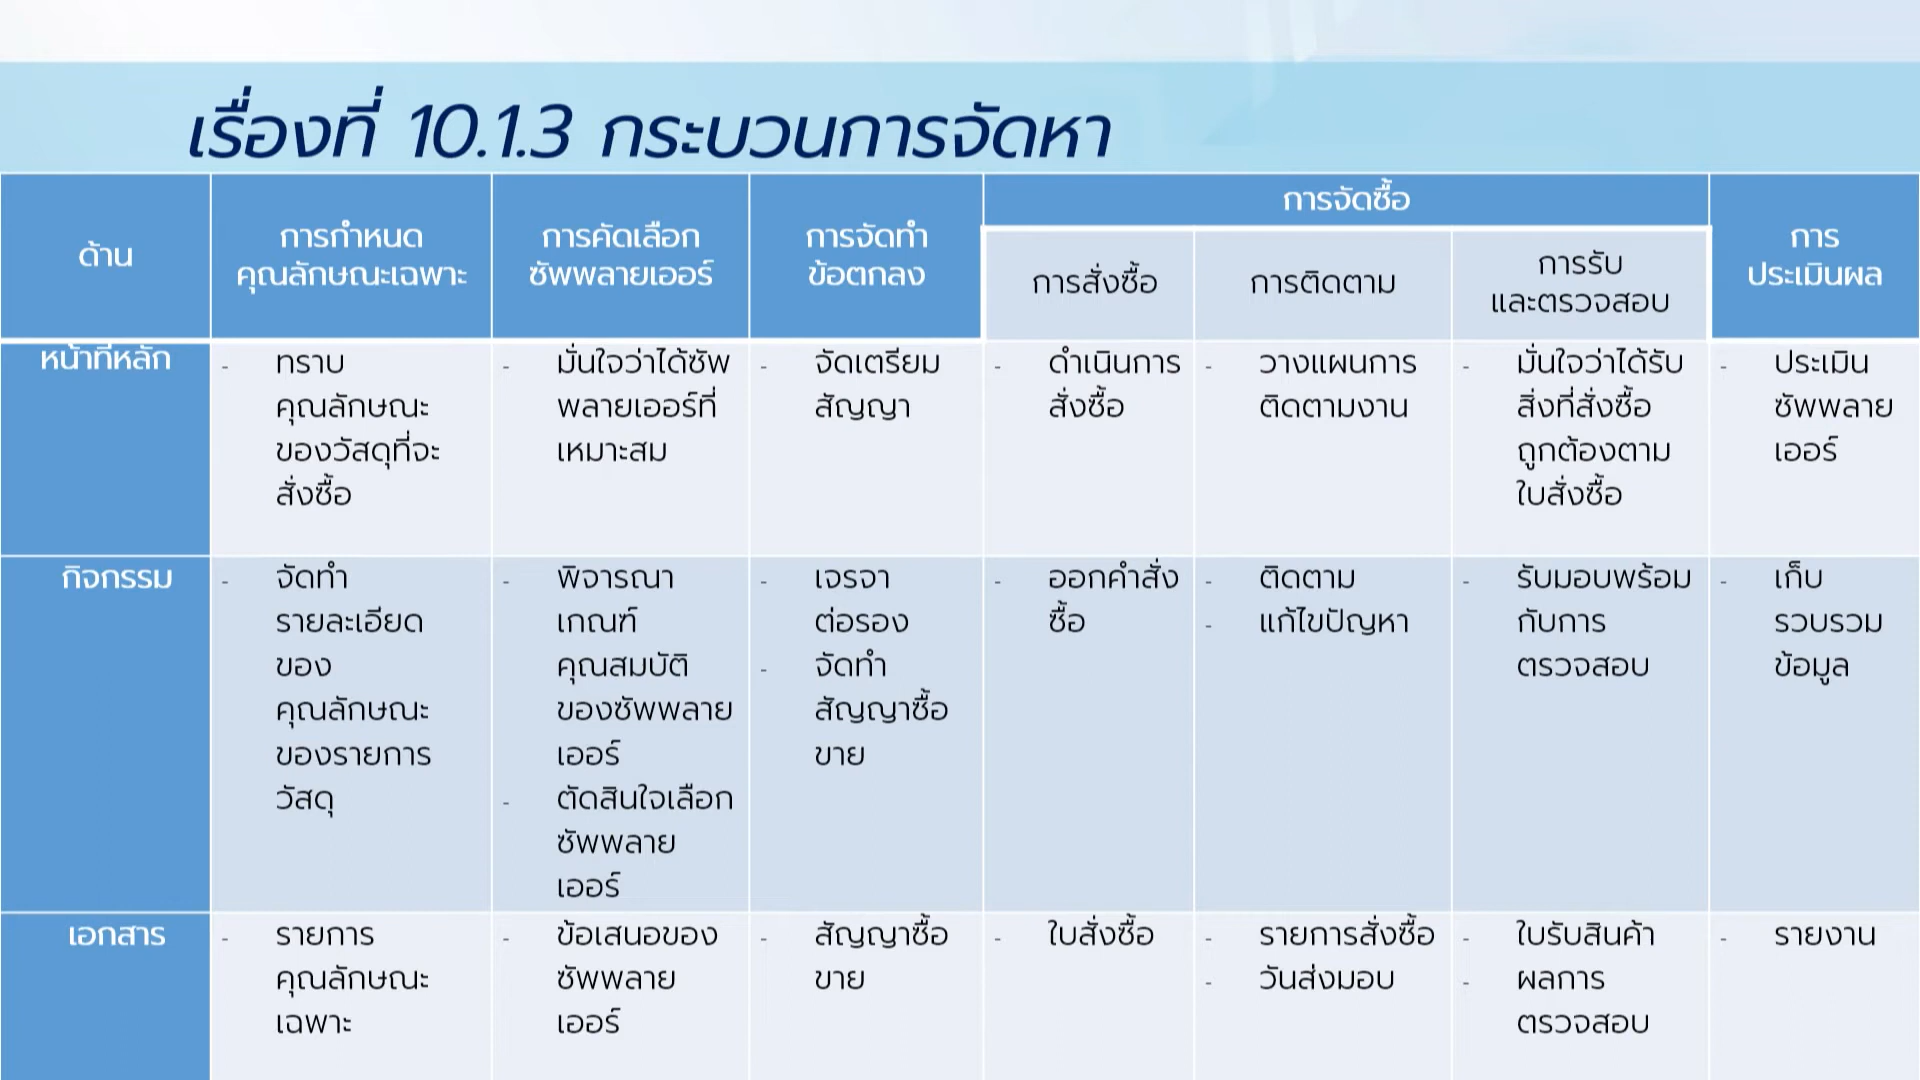 เรื่องที่ 10.1.3 กระบวนการจัดหา
ด้าน
การกำหนด
คุณลักษณะเฉพาะ
การคัดเลือก
ซัพพลายเออร์
การจัดทำ
ข้อตกลง
การจัดซื้อ
การสั่งซื้อ
การติดตาม
การรับ
และตรวจสอบ
การ
ประเมินผล
หน้าที่หลัก
- ทราบ
คุณลักษณะ
ของวัสดุที่จะ
สั่งซื้อ
- มั่นใจว่าได้ซัพ
พลายเออร์ที่
เหมาะสม
- จัดเตรียม
สัญญา
- ดำเนินการ
สั่งซื้อ
- วางแผนการ
ติดตามงาน
- มั่นใจว่าได้รับ
สิ่งที่สั่งซื้อ
ถูกต้องตาม
ใบสั่งซื้อ
- ประเมิน
ซัพพลาย
เออร์
กิจกรรม
- จัดทำ
รายละเอียด
ของ
คุณลักษณะ
ของรายการ
วัสดุ
- พิจารณา
เกณฑ์
คุณสมบัติ
ของซัพพลาย
เออร์
- ตัดสินใจเลือก
ซัพพลาย
เออร์
- เจรจา
ต่อรอง
- จัดทำ
สัญญาซื้อ
ขาย
- ออกคำสั่ง
ซื้อ
- ติดตาม
- แก้ไขปัญหา
- รับมอบพร้อม
กับการ
ตรวจสอบ
- เก็บ
รวบรวม
ข้อมูล
เอกสาร
- รายการ
คุณลักษณะ
เฉพาะ
- ข้อเสนอของ
ซัพพลาย
เออร์
- สัญญาซื้อ
ขาย
- ใบสั่งซื้อ
- รายการสั่งซื้อ
- วันส่งมอบ
- ใบรับสินค้า
- ผลการ
ตรวจสอบ
- รายงาน